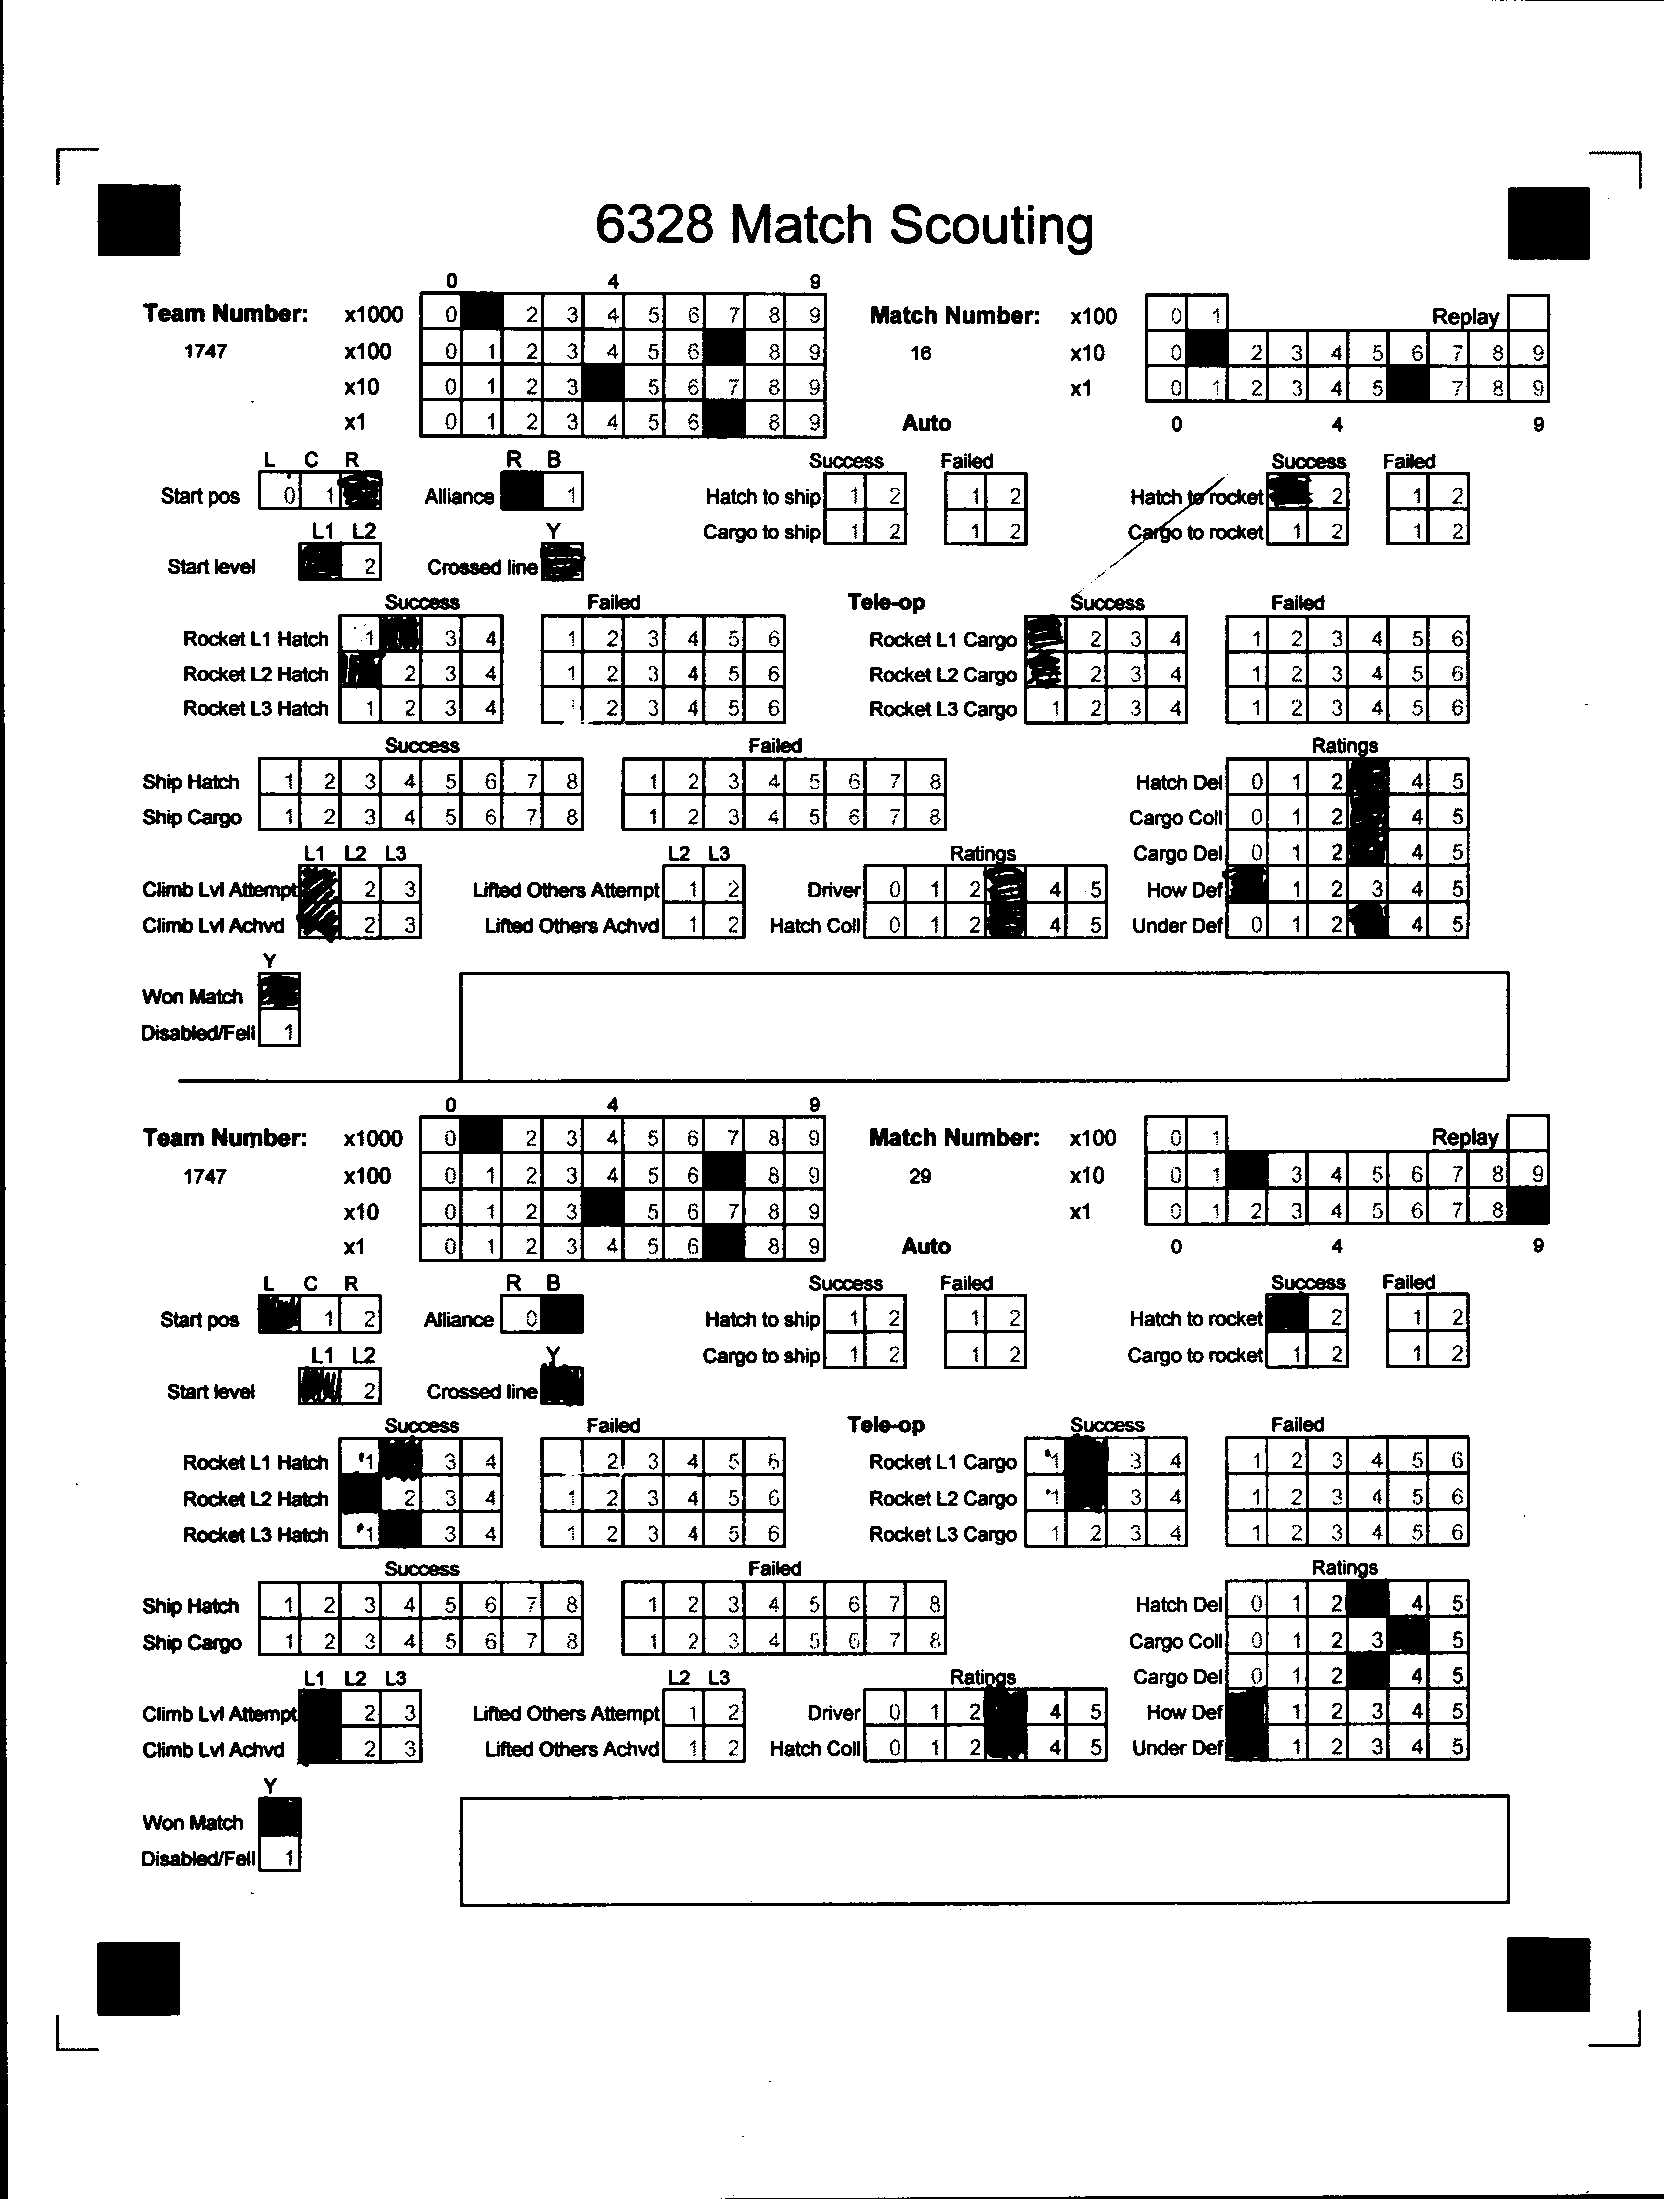 6328 Match Scouting
0 4 9
Team Number: x1000 0 2 3 4 5 6 7 8 9 Match Number: x100 0 1 Replay
1747 x100 0 1 2 3 4 5 6 8 9 16 x10 0 2 3 4 5 6 7 8 9
x10 0 1 2 3 5 6 7 8 9 x1 0 1 2 3 4 5 7 8 9
x1 0 1 2 3 4 5 6 8 9 Auto 0 4 9
L C R R B Success Failed Success Failed
Start pos 0 1 Alliance 1 Hatch to ship 1 2 1 2 Hatch to rocket 2 1 2
L1 L2 Y Cargo to ship 1 2 1 2 Cargo to rocket 1 2 1 2
Start level 2 Crossed line
Success Failed Tele-op Success Failed
Rocket L1 Hatch 1 3 4 1 2 3 4 5 6 Rocket L1 Cargo 2 3 4 1 2 3 4 5 6
Rocket L2 Hatch 2 3 4 1 2 3 4 5 6 Rocket L2 Cargo 2 3 4 1 2 3 4 5 6
Rocket L3 Hatch 1 2 3 4 2 3 4 5 6 Rocket L3 Cargo 1 2 3 4 1 2 3 4 5 6
Success Failed Ratings
Ship Hatch 1 2 3 4 5 6 7 8 1 2 3 4 5 6 7 8 Hatch Del 0 1 2 4 5
Ship Cargo 1 2 3 4 5 6 7 8 1 2 3 4 5 6 7 8 Cargo Coll 0 1 2 4 5
L1 L2 L3 L2 L3 Ratings Cargo Del 0 1 2 4 5
Climb Lvl Attempt 2 3 Lifted Others Attempt 1 2 Driver 0 1 2 4 5 How Def 1 2 3 4 5
Climb Lvl Achvd 2 3 Lifted Others Achvd 1 2 Hatch Coll 0 1 2 4 5 Under Def 0 1 2 4 5
Y
Won Match
Disabled/Fell 1
0 4 9
Team Number: x1000 0 2 3 4 5 6 7 8 9 Match Number: x100 0 1 Replay
1747 x100 0 1 2 3 4 5 6 8 9 29 x10 0 1 3 4 5 6 7 8 9
x10 0 1 2 3 5 6 7 8 9 x1 0 1 2 3 4 5 6 7 8
x1 0 1 2 3 4 5 6 8 9 Auto 0 4 9
L C R R B Success Failed Success Failed
Start pos 1 2 Alliance 0 Hatch to ship 1 2 1 2 Hatch to rocket 2 1 2
L1 L2 Y Cargo to ship 1 2 1 2 Cargo to rocket 1 2 1 2
Start level 2 Crossed line
Success Failed Tele-op Success Failed
Rocket L1 Hatch 1 3 4 2 3 4 5 6 Rocket L1 Cargo 1 3 4 1 2 3 4 5 6
Rocket L2 Hatch 2 3 4 1 2 3 4 5 6 Rocket L2 Cargo 1 3 4 1 2 3 4 5 6
Rocket L3 Hatch 1 3 4 1 2 3 4 5 6 Rocket L3 Cargo 1 2 3 4 1 2 3 4 5 6
Success Failed Ratings
Ship Hatch 1 2 3 4 5 6 7 8 1 2 3 4 5 6 7 8 Hatch Del 0 1 2 4 5
Ship Cargo 1 2 3 4 5 6 7 8 1 2 3 4 5 6 7 8 Cargo Coll 0 1 2 3 5
L1 L2 L3 L2 L3 Ratings Cargo Del 0 1 2 4 5
Climb Lvl Attempt 2 3 Lifted Others Attempt 1 2 Driver 0 1 2 4 5 How Def 1 2 3 4 5
Climb Lvl Achvd 2 3 Lifted Others Achvd 1 2 Hatch Coll 0 1 2 4 5 Under Def 1 2 3 4 5
Y
Won Match
Disabled/Fell 1